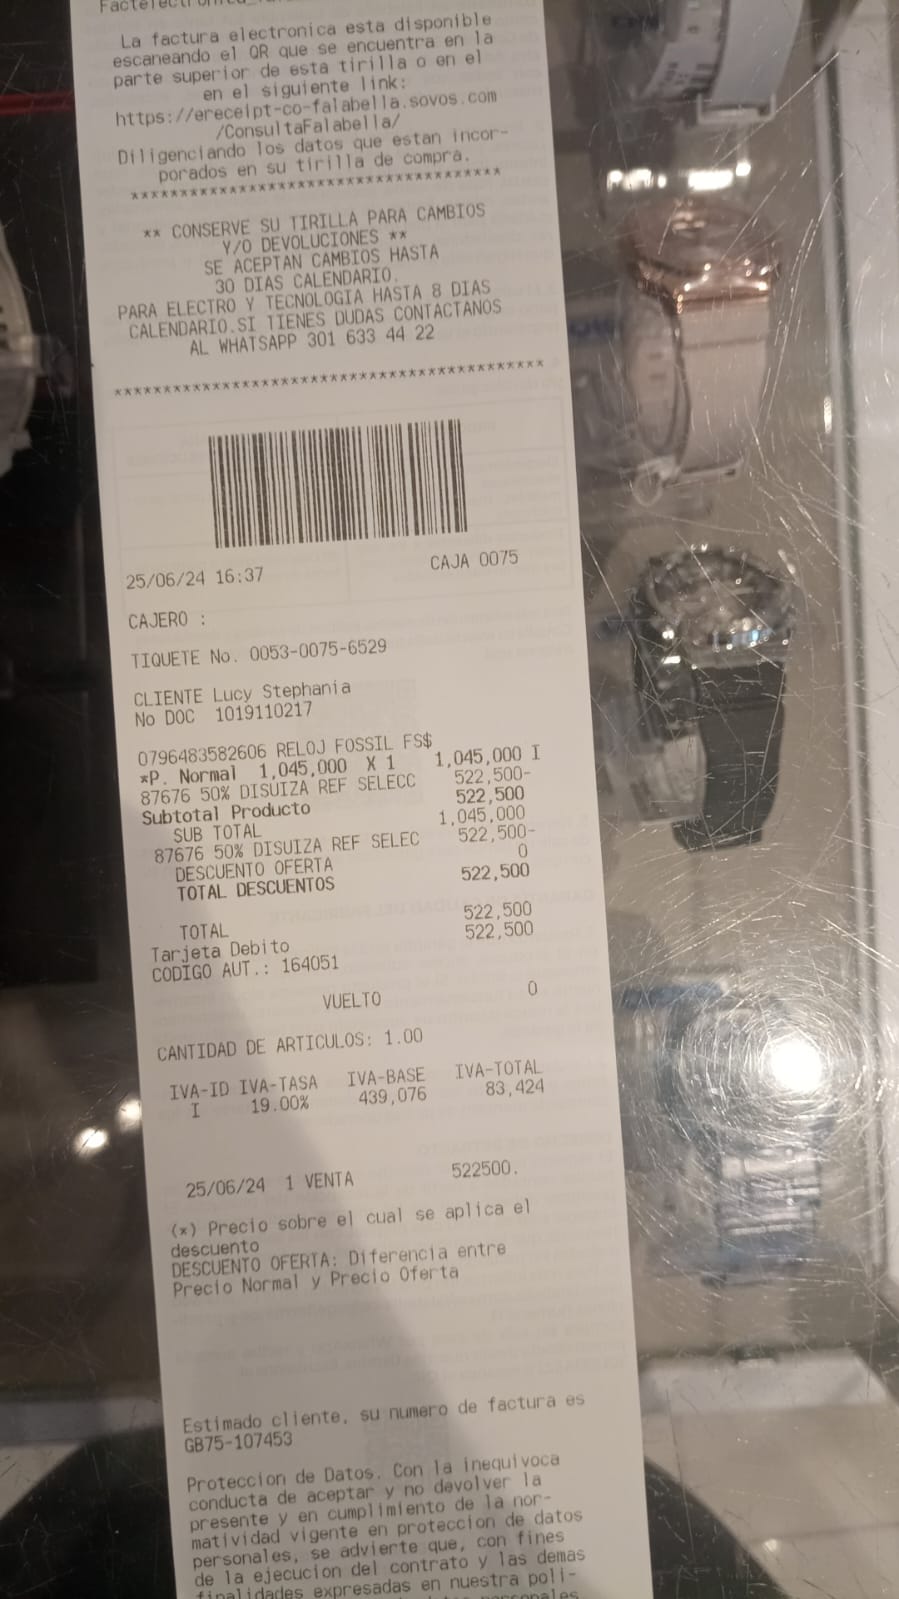 La factura electronica esta disponible
escaneando el QR que se encuentra en la
parte superior de esta tirilla o en el
en el siguiente link:
https://ereceipt-co-falabella.sovos.com
/ConsultaFalabella/
Diligenciando los datos que estan incor-
porados en su tirilla de compra.
*************************************
** CONSERVE SU TIRILLA PARA CAMBIOS
Y/O DEVOLUCIONES **
SE ACEPTAN CAMBIOS HASTA
30 DIAS CALENDARIO.
PARA ELECTRO Y TECNOLOGIA HASTA 8 DIAS
CALENDARIO.SI TIENES DUDAS CONTACTANOS
AL WHATSAPP 301 633 44 22
*******************************************
25/06/24 16:37 CAJA 0075
CAJERO :
TIQUETE No. 0053-0075-6529
CLIENTE Lucy Stephania
No DOC 1019110217
0796483582606 RELOJ FOSSIL FS$
*P. Normal 1,045,000 X 1 1,045,000 I
87676 50% DISUIZA REF SELECC 522,500-
Subtotal Producto 522,500
SUB TOTAL 1,045,000
87676 50% DISUIZA REF SELEC 522,500-
DESCUENTO OFERTA 0
TOTAL DESCUENTOS 522,500
TOTAL 522,500
Tarjeta Debito 522,500
CODIGO AUT.: 164051
VUELTO 0
CANTIDAD DE ARTICULOS: 1.00
IVA-ID IVA-TASA IVA-BASE IVA-TOTAL
I 19.00% 439,076 83,424
25/06/24 1 VENTA 522500.
(*) Precio sobre el cual se aplica el
descuento
DESCUENTO OFERTA: Diferencia entre
Precio Normal y Precio Oferta
Estimado cliente, su numero de factura es
GB75-107453
Proteccion de Datos. Con la inequivoca
conducta de aceptar y no devolver la
presente y en cumplimiento de la nor-
matividad vigente en proteccion de datos
personales, se advierte que, con fines
de la ejecucion del contrato y las demas
finalidades expresadas en nuestra poli-